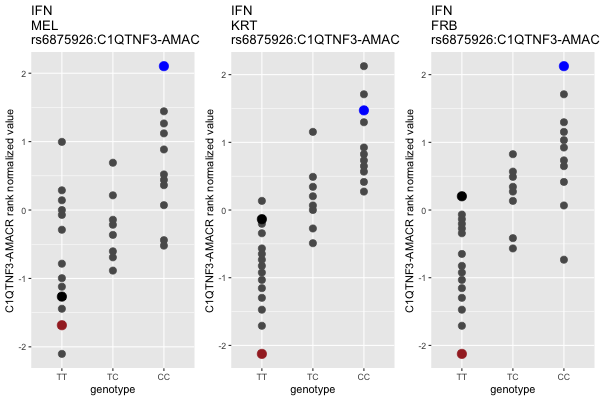 IFN
MEL
rs6875926:C1QTNF3-AMAC
C1QTNF3-AMACR rank normalized value
2
1
0
-1
-2
TT TC CC
genotype
IFN
KRT
rs6875926:C1QTNF3-AMAC
C1QTNF3-AMACR rank normalized value
2
1
0
-1
-2
TT TC CC
genotype
IFN
FRB
rs6875926:C1QTNF3-AMAC
C1QTNF3-AMACR rank normalized value
2
1
0
-1
-2
TT TC CC
genotype